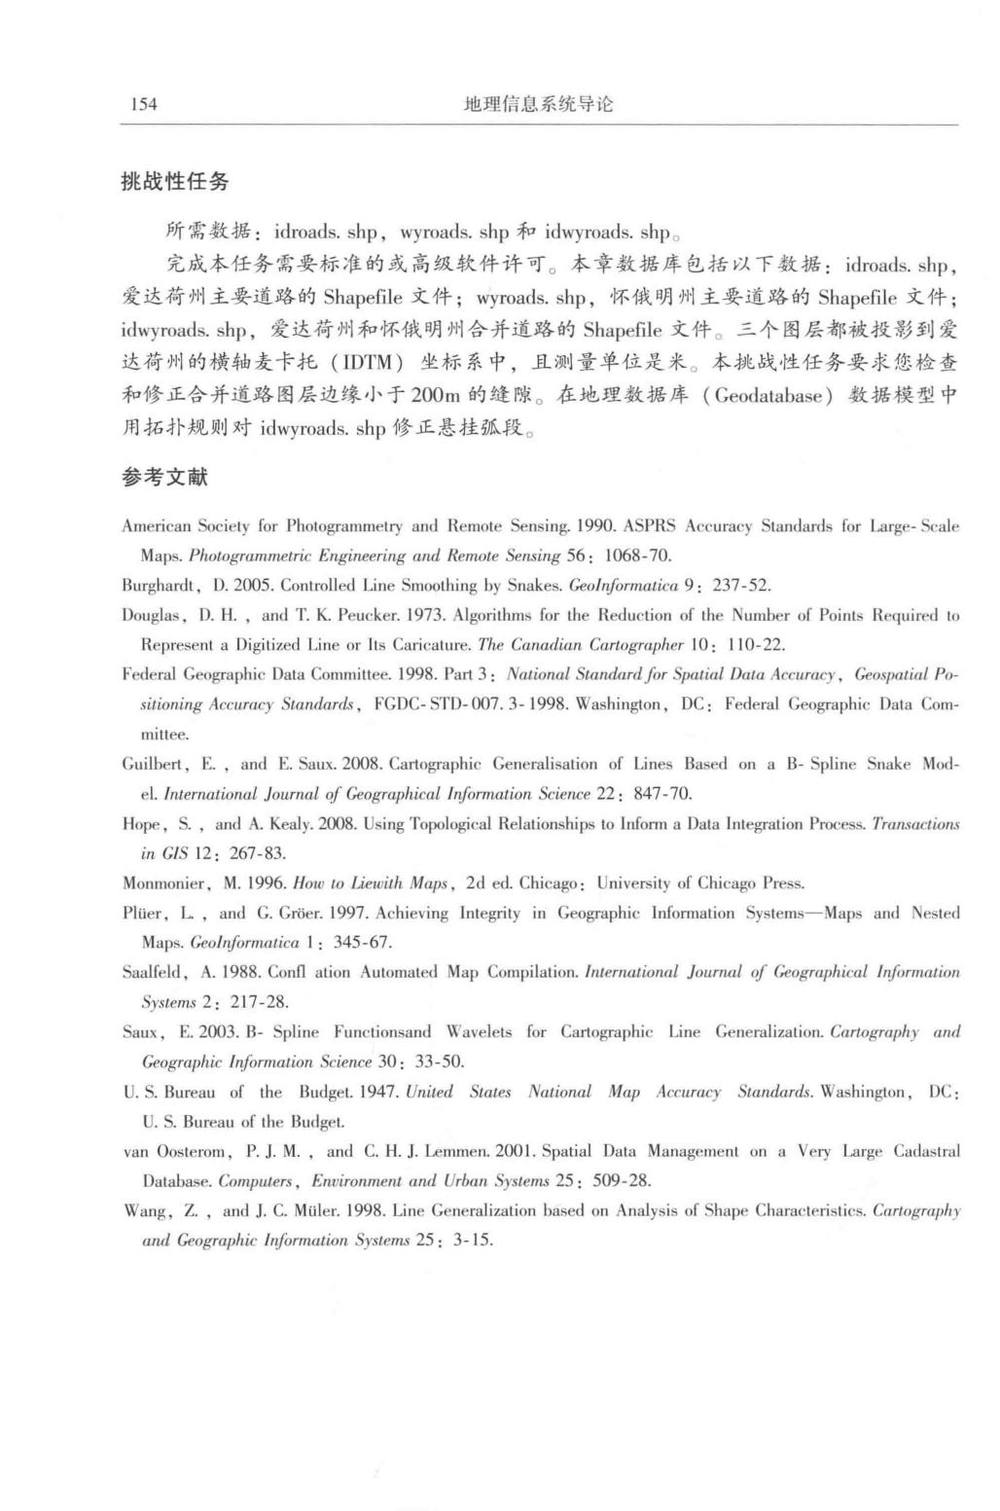 154
地理信息系统导论
挑战性任务
所需数据：idroads. shp，wyroads. shp 和 idwyroads. shp。
完成本任务需要标准的或高级软件许可。本章数据库包括以下数据：idroads. shp，
爱达荷州主要道路的 Shapefile 文件；wyroads. shp，怀俄明州主要道路的 Shapefile 文件；
idwyroads. shp，爱达荷州和怀俄明州合并道路的 Shapefile 文件。三个图层都被投影到爱
达荷州的横轴麦卡托（IDTM）坐标系中，且测量单位是米。本挑战性任务要求您检查
和修正合并道路图层边缘小于 200m 的缝隙。在地理数据库（Geodatabase）数据模型中
用拓扑规则对 idwyroads. shp 修正悬挂弧段。
参考文献
American Society for Photogrammetry and Remote Sensing. 1990. ASPRS Accuracy Standards for Large- Scale
Maps. Photogrammetric Engineering and Remote Sensing 56：1068-70.
Burghardt，D. 2005. Controlled Line Smoothing by Snakes. GeoInformatica 9：237-52.
Douglas，D. H. ，and T. K. Peucker. 1973. Algorithms for the Reduction of the Number of Points Required to
Represent a Digitized Line or Its Caricature. The Canadian Cartographer 10：110-22.
Federal Geographic Data Committee. 1998. Part 3：National Standard for Spatial Data Accuracy，Geospatial Po-
sitioning Accuracy Standards，FGDC- STD- 007. 3- 1998. Washington，DC：Federal Geographic Data Com-
mittee.
Guilbert，E. ，and E. Saux. 2008. Cartographic Generalisation of Lines Based on a B- Spline Snake Mod-
el. International Journal of Geographical Information Science 22：847-70.
Hope，S. ，and A. Kealy. 2008. Using Topological Relationships to Inform a Data Integration Process. Transactions
in GIS 12：267-83.
Monmonier，M. 1996. How to Liewith Maps，2d ed. Chicago：University of Chicago Press.
Plüer，L. ，and G. Gröer. 1997. Achieving Integrity in Geographic Information Systems—Maps and Nested
Maps. GeoInformatica 1：345-67.
Saalfeld，A. 1988. Confl ation Automated Map Compilation. International Journal of Geographical Information
Systems 2：217-28.
Saux，E. 2003. B- Spline Functionsand Wavelets for Cartographic Line Generalization. Cartography and
Geographic Information Science 30：33-50.
U. S. Bureau of the Budget. 1947. United States National Map Accuracy Standards. Washington，DC：
U. S. Bureau of the Budget.
van Oosterom，P. J. M. ，and C. H. J. Lemmen. 2001. Spatial Data Management on a Very Large Cadastral
Database. Computers，Environment and Urban Systems 25：509-28.
Wang，Z. ，and J. C. Müler. 1998. Line Generalization based on Analysis of Shape Characteristics. Cartography
and Geographic Information Systems 25：3-15.